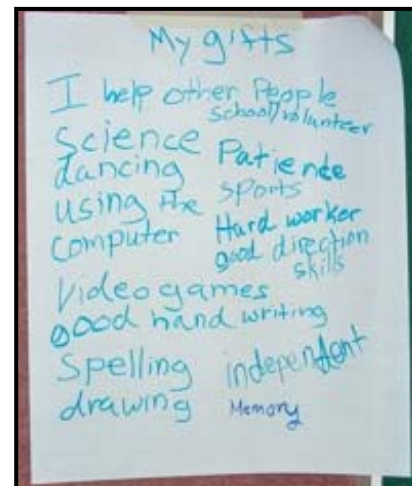 My gifts
I help other People
school/volunteer
Science Patience
dancing sports
using the Hard worker
computer good direction
skills
Video games
good hand writing
Spelling independent
drawing Memory